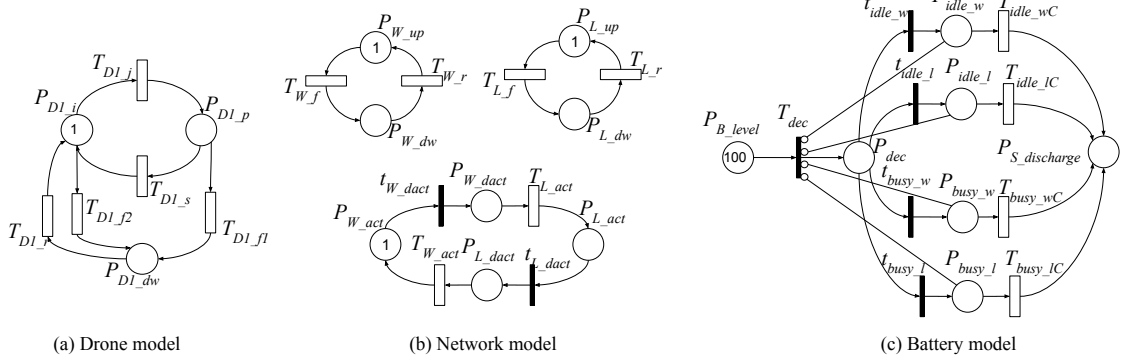 T_{D1_j}
P_{D1_i}
P_{D1_p}
1
T_{D1_s}
T_{D1_f2}
T_{D1_r}
T_{D1_f1}
P_{D1_dw}
(a) Drone model
P_{W_up}
1
T_{W_f}
T_{W_r}
P_{W_dw}
P_{L_up}
1
T_{L_f}
T_{L_r}
P_{L_dw}
t_{W_dact}
P_{W_dact}
T_{L_act}
P_{W_act}
P_{L_act}
1
T_{W_act}
P_{L_dact}
t_{L_dact}
(b) Network model
t_{idle_w}
P_{idle_w}
T_{idle_wC}
t_{idle_l}
P_{idle_l}
T_{idle_lC}
P_{B_level}
T_{dec}
100
P_{dec}
P_{S_discharge}
t_{busy_w}
P_{busy_w}
T_{busy_wC}
t_{busy_l}
P_{busy_l}
T_{busy_lC}
(c) Battery model